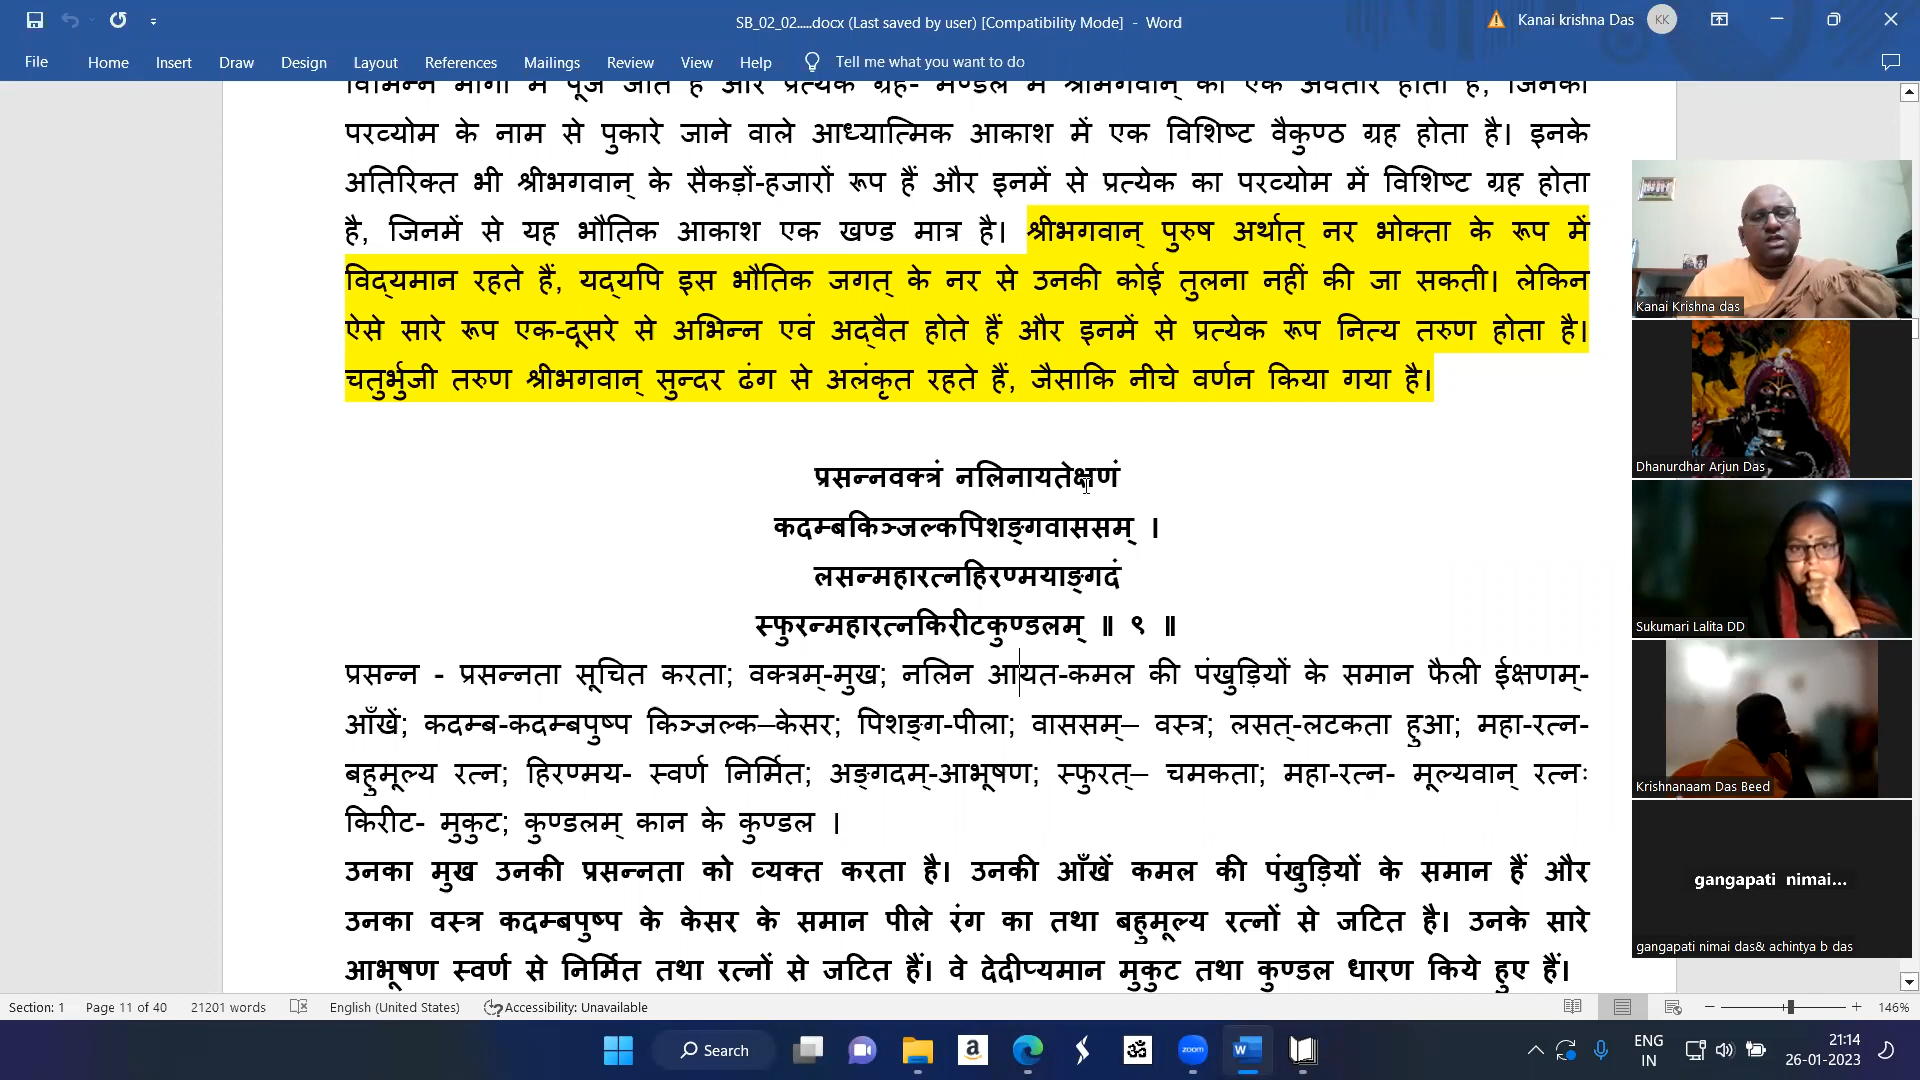 SB_02_02.....docx (Last saved by user) [Compatibility Mode] - Word
Kanai krishna Das KK
File Home Insert Draw Design Layout References Mailings Review View Help Tell me what you want to do
विभिन्न मार्गों में पूजे जाते हैं और प्रत्येक ग्रह- मण्डल में श्रीभगवान् का एक अवतार होता है, जिनका
परव्योम के नाम से पुकारे जाने वाले आध्यात्मिक आकाश में एक विशिष्ट वैकुण्ठ ग्रह होता है। इनके
अतिरिक्त भी श्रीभगवान् के सैकड़ों-हजारों रूप हैं और इनमें से प्रत्येक का परव्योम में विशिष्ट ग्रह होता
है, जिनमें से यह भौतिक आकाश एक खण्ड मात्र है। श्रीभगवान् पुरुष अर्थात् नर भोक्ता के रूप में
विद्यमान रहते हैं, यद्यपि इस भौतिक जगत् के नर से उनकी कोई तुलना नहीं की जा सकती। लेकिन
ऐसे सारे रूप एक-दूसरे से अभिन्न एवं अद्वैत होते हैं और इनमें से प्रत्येक रूप नित्य तरुण होता है।
चतुर्भुजी तरुण श्रीभगवान् सुन्दर ढंग से अलंकृत रहते हैं, जैसाकि नीचे वर्णन किया गया है।
प्रसन्नवक्त्रं नलिनायतेक्षणं
कदम्बकिञ्जल्कपिशङ्गवाससम् ।
लसन्महारत्नहिरण्मयाङ्गदं
स्फुरन्महारत्नकिरीटकुण्डलम् ॥ ९ ॥
प्रसन्न - प्रसन्नता सूचित करता; वक्त्रम्-मुख; नलिन आयत-कमल की पंखुड़ियों के समान फैली ईक्षणम्-
आँखें; कदम्ब-कदम्बपुष्प किञ्जल्क–केसर; पिशङ्ग-पीला; वाससम्– वस्त्र; लसत्-लटकता हुआ; महा-रत्न-
बहुमूल्य रत्न; हिरण्मय- स्वर्ण निर्मित; अङ्गदम्-आभूषण; स्फुरत्– चमकता; महा-रत्न- मूल्यवान् रत्नः
किरीट- मुकुट; कुण्डलम् कान के कुण्डल ।
उनका मुख उनकी प्रसन्नता को व्यक्त करता है। उनकी आँखें कमल की पंखुड़ियों के समान हैं और
उनका वस्त्र कदम्बपुष्प के केसर के समान पीले रंग का तथा बहुमूल्य रत्नों से जटित है। उनके सारे
आभूषण स्वर्ण से निर्मित तथा रत्नों से जटित हैं। वे देदीप्यमान मुकुट तथा कुण्डल धारण किये हुए हैं।
Kanai Krishna das
Dhanurdhar Arjun Das
Sukumari Lalita DD
Krishnanaam Das Beed
gangapati nimai...
gangapati nimai das& achintya b das
Section: 1 Page 11 of 40 21201 words English (United States) Accessibility: Unavailable 146%
Search
zoom
ENG
IN
21:14
26-01-2023